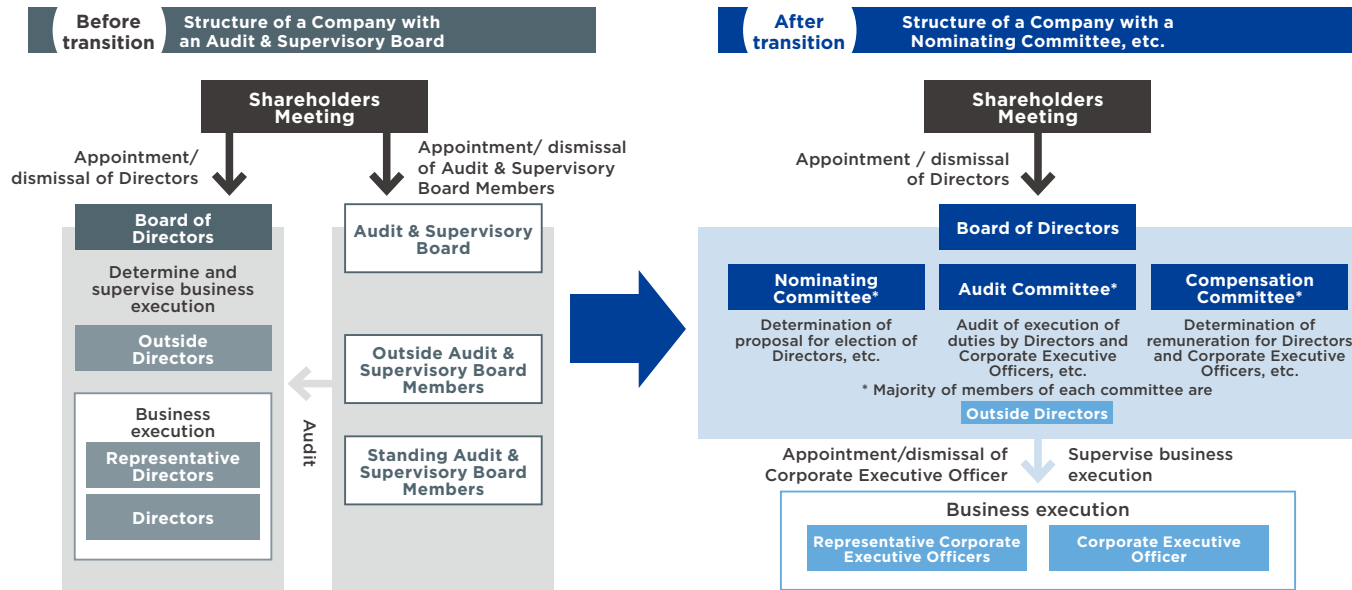 Before
transition
Structure of a Company with
an Audit & Supervisory Board
Shareholders
Meeting
Appointment/
dismissal of Directors
Appointment/ dismissal
of Audit & Supervisory
Board Members
Board of
Directors
Determine and
supervise business
execution
Outside
Directors
Business
execution
Representative
Directors
Directors
Audit
Audit & Supervisory
Board
Outside Audit &
Supervisory Board
Members
Standing Audit &
Supervisory Board
Members
After
transition
Structure of a Company with a
Nominating Committee, etc.
Shareholders
Meeting
Appointment / dismissal
of Directors
Board of Directors
Nominating
Committee*
Determination of
proposal for election of
Directors, etc.
Audit Committee*
Audit of execution of
duties by Directors and
Corporate Executive
Officers, etc.
Compensation
Committee*
Determination of
remuneration for Directors
and Corporate Executive
Officers, etc.
* Majority of members of each committee are
Outside Directors
Appointment/dismissal of
Corporate Executive Officer
Supervise business
execution
Business execution
Representative Corporate
Executive Officers
Corporate Executive
Officer